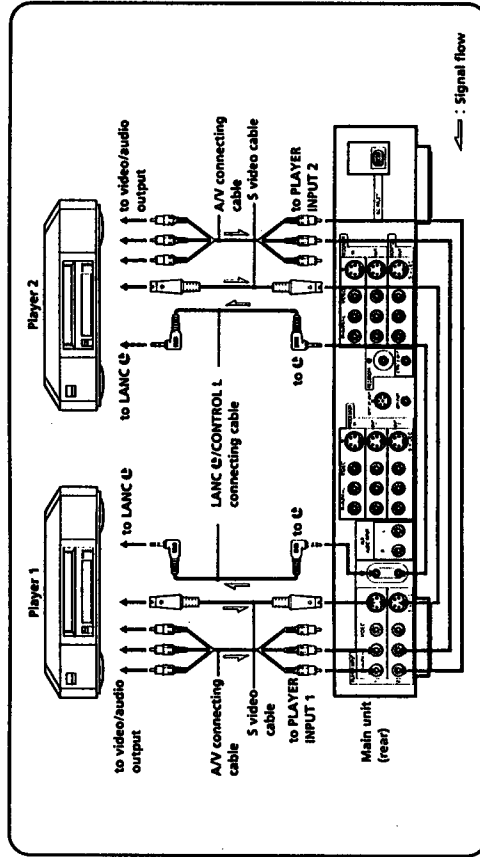 Player 1
Player 2
to video/audio
output
to LANC
to LANC
to video/audio
output
A/V connecting
cable
S video
cable
LANC /CONTROL L
connecting cable
A/V connecting
cable
S video cable
to PLAYER
INPUT 1
to
to
to PLAYER
INPUT 2
Main unit
(rear)
: Signal flow